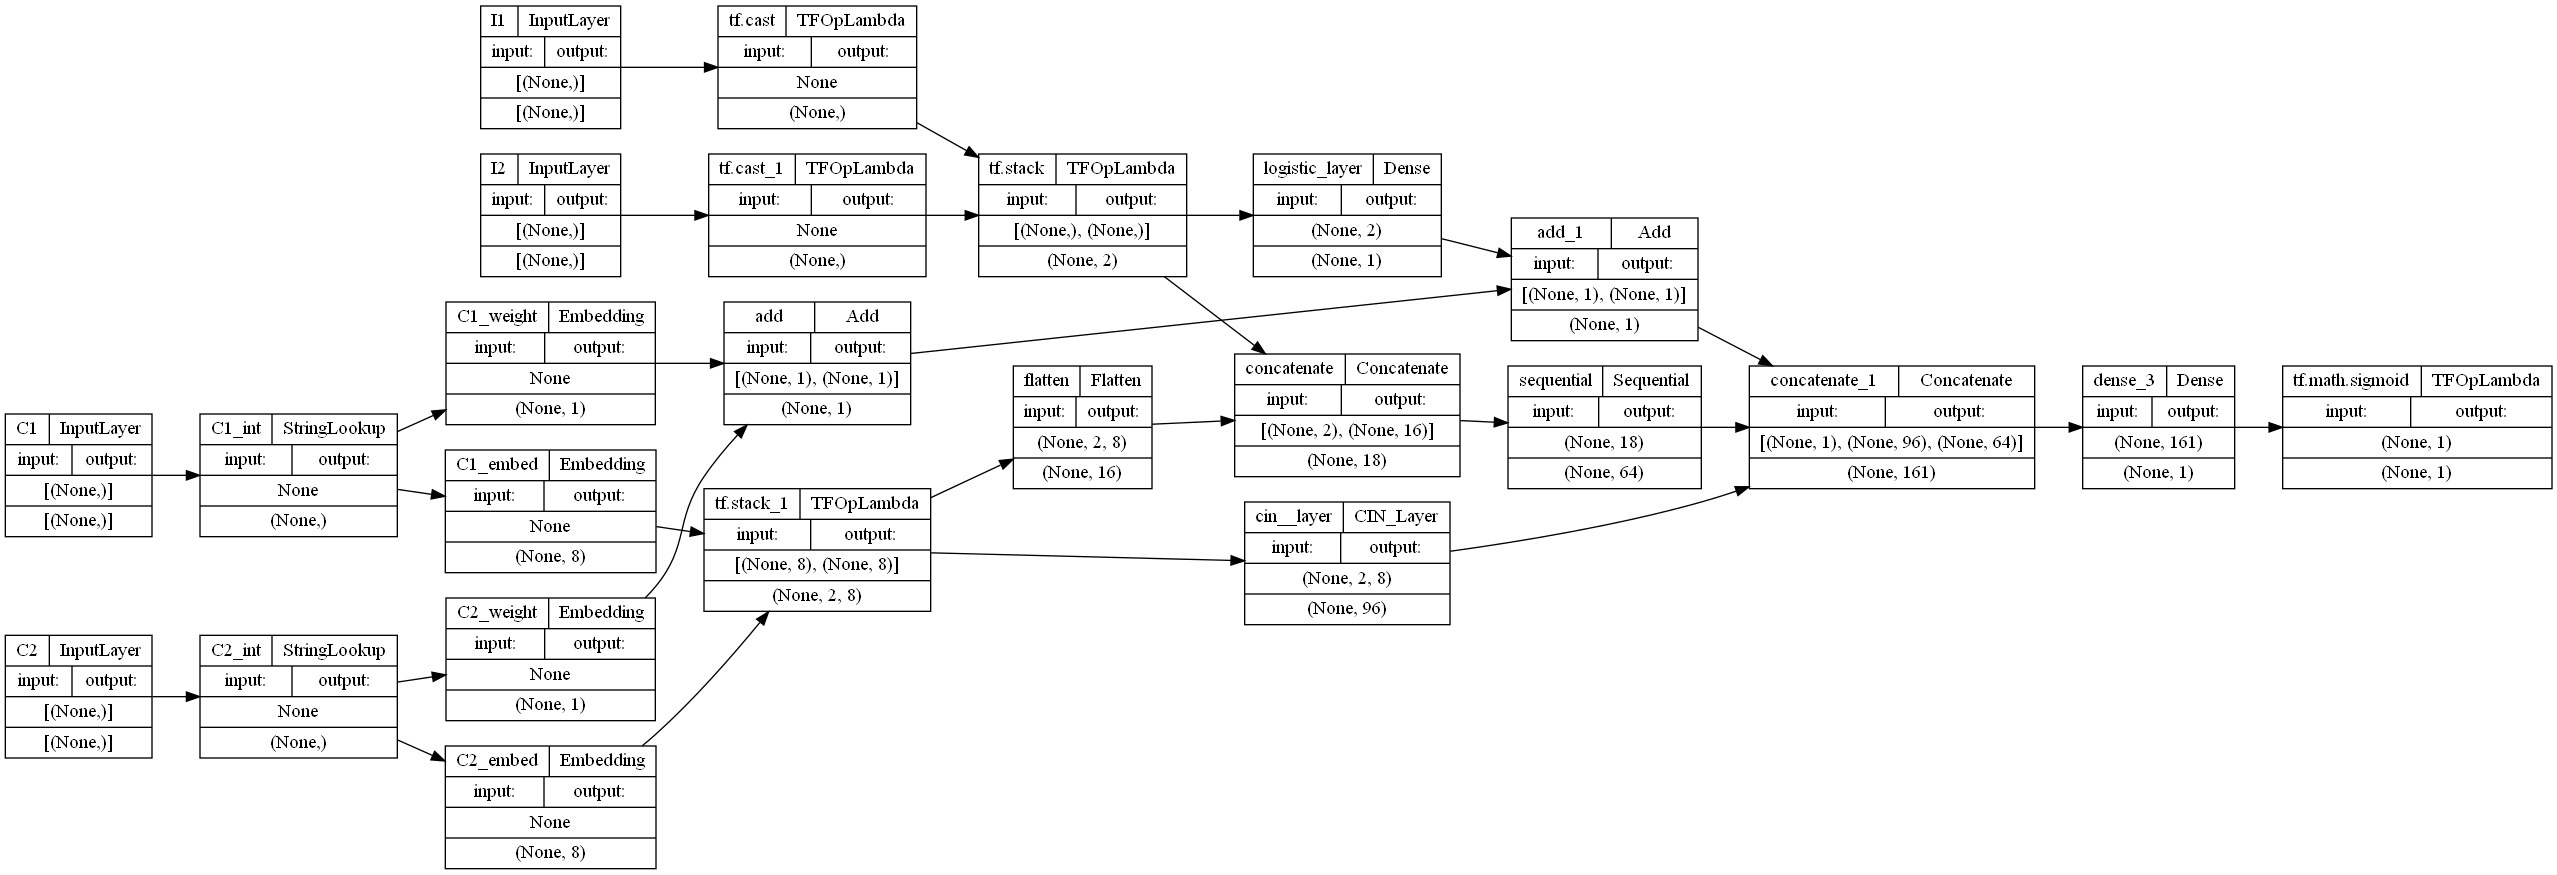 I1 InputLayer
input: output:
[(None,)]
[(None,)]
tf.cast TFOpLambda
input: output:
None
(None,)
I2 InputLayer
input: output:
[(None,)]
[(None,)]
tf.cast_1 TFOpLambda
input: output:
None
(None,)
tf.stack TFOpLambda
input: output:
[(None,), (None,)]
(None, 2)
logistic_layer Dense
input: output:
(None, 2)
(None, 1)
add_1 Add
input: output:
[(None, 1), (None, 1)]
(None, 1)
C1_weight Embedding
input: output:
None
(None, 1)
add Add
input: output:
[(None, 1), (None, 1)]
(None, 1)
flatten Flatten
input: output:
(None, 2, 8)
(None, 16)
concatenate Concatenate
input: output:
[(None, 2), (None, 16)]
(None, 18)
sequential Sequential
input: output:
(None, 18)
(None, 64)
concatenate_1 Concatenate
input: output:
[(None, 1), (None, 96), (None, 64)]
(None, 161)
dense_3 Dense
input: output:
(None, 161)
(None, 1)
tf.math.sigmoid TFOpLambda
input: output:
(None, 1)
(None, 1)
C1 InputLayer
input: output:
[(None,)]
[(None,)]
C1_int StringLookup
input: output:
None
(None,)
C1_embed Embedding
input: output:
None
(None, 8)
tf.stack_1 TFOpLambda
input: output:
[(None, 8), (None, 8)]
(None, 2, 8)
cin__layer CIN_Layer
input: output:
(None, 2, 8)
(None, 96)
C2 InputLayer
input: output:
[(None,)]
[(None,)]
C2_int StringLookup
input: output:
None
(None,)
C2_weight Embedding
input: output:
None
(None, 1)
C2_embed Embedding
input: output:
None
(None, 8)